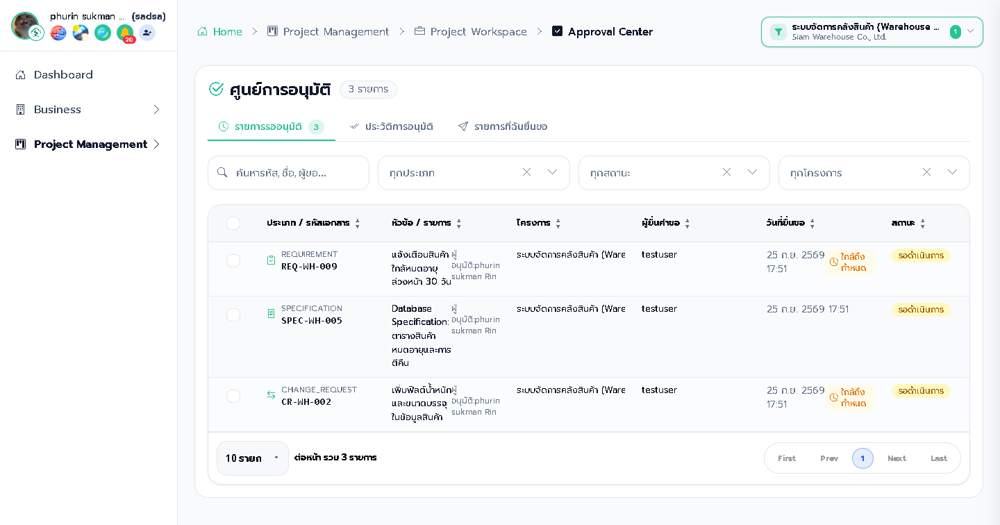 phurin sukman ... (sadsa)
20
Home
Project Management
Project Workspace
Approval Center
ระบบจัดการคลังสินค้า (Warehouse ...
Siam Warehouse Co., Ltd.
1
Dashboard
Business
Project Management
ศูนย์การอนุมัติ
3 รายการ
รายการรออนุมัติ 3
ประวัติการอนุมัติ
รายการที่ฉันยื่นขอ
ค้นหารหัส, ชื่อ, ผู้ขอ...
ทุกประเภท
ทุกสถานะ
ทุกโครงการ
ประเภท / รหัสเอกสาร
หัวข้อ / รายการ
โครงการ
ผู้ยื่นคำขอ
วันที่ยื่นขอ
สถานะ
REQUIREMENT
REQ-WH-009
แจ้งเตือนสินค้า
ใกล้หมดอายุ
ล่วงหน้า 30 วัน
ผู้
อนุมัติ:phurin
sukman Rin
ระบบจัดการคลังสินค้า (Ware
testuser
25 ก.ย. 2569
17:51
ใกล้ถึง
กำหนด
รอดำเนินการ
SPECIFICATION
SPEC-WH-005
Database
Specification:
ตารางสินค้า
หมดอายุและการ
ตีคืน
ผู้
อนุมัติ:phurin
sukman Rin
ระบบจัดการคลังสินค้า (Ware
testuser
25 ก.ย. 2569 17:51
รอดำเนินการ
CHANGE_REQUEST
CR-WH-002
เพิ่มฟิลด์น้ำหนัก
และขนาดบรรจุ
ในข้อมูลสินค้า
ผู้
อนุมัติ:phurin
sukman Rin
ระบบจัดการคลังสินค้า (Ware
testuser
25 ก.ย. 2569
17:51
ใกล้ถึง
กำหนด
รอดำเนินการ
10 รายก
ต่อหน้า รวม 3 รายการ
First
Prev
1
Next
Last